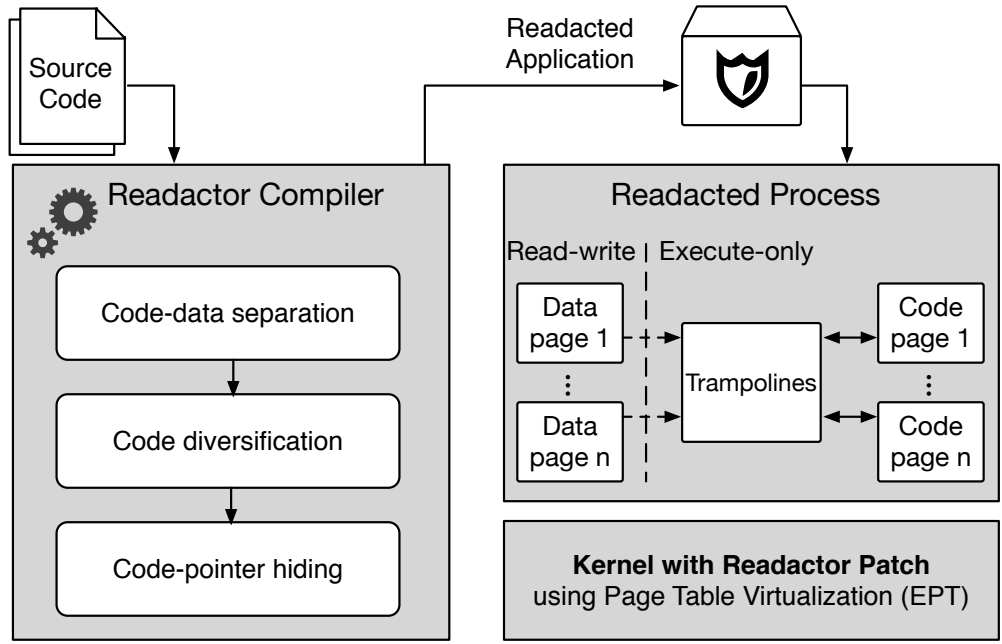 Source
Code
Readacted
Application
Readactor Compiler
Code-data separation
Code diversification
Code-pointer hiding
Readacted Process
Read-write
Execute-only
Data
page 1
Trampolines
Code
page 1
Data
page n
Code
page n
Kernel with Readactor Patch
using Page Table Virtualization (EPT)